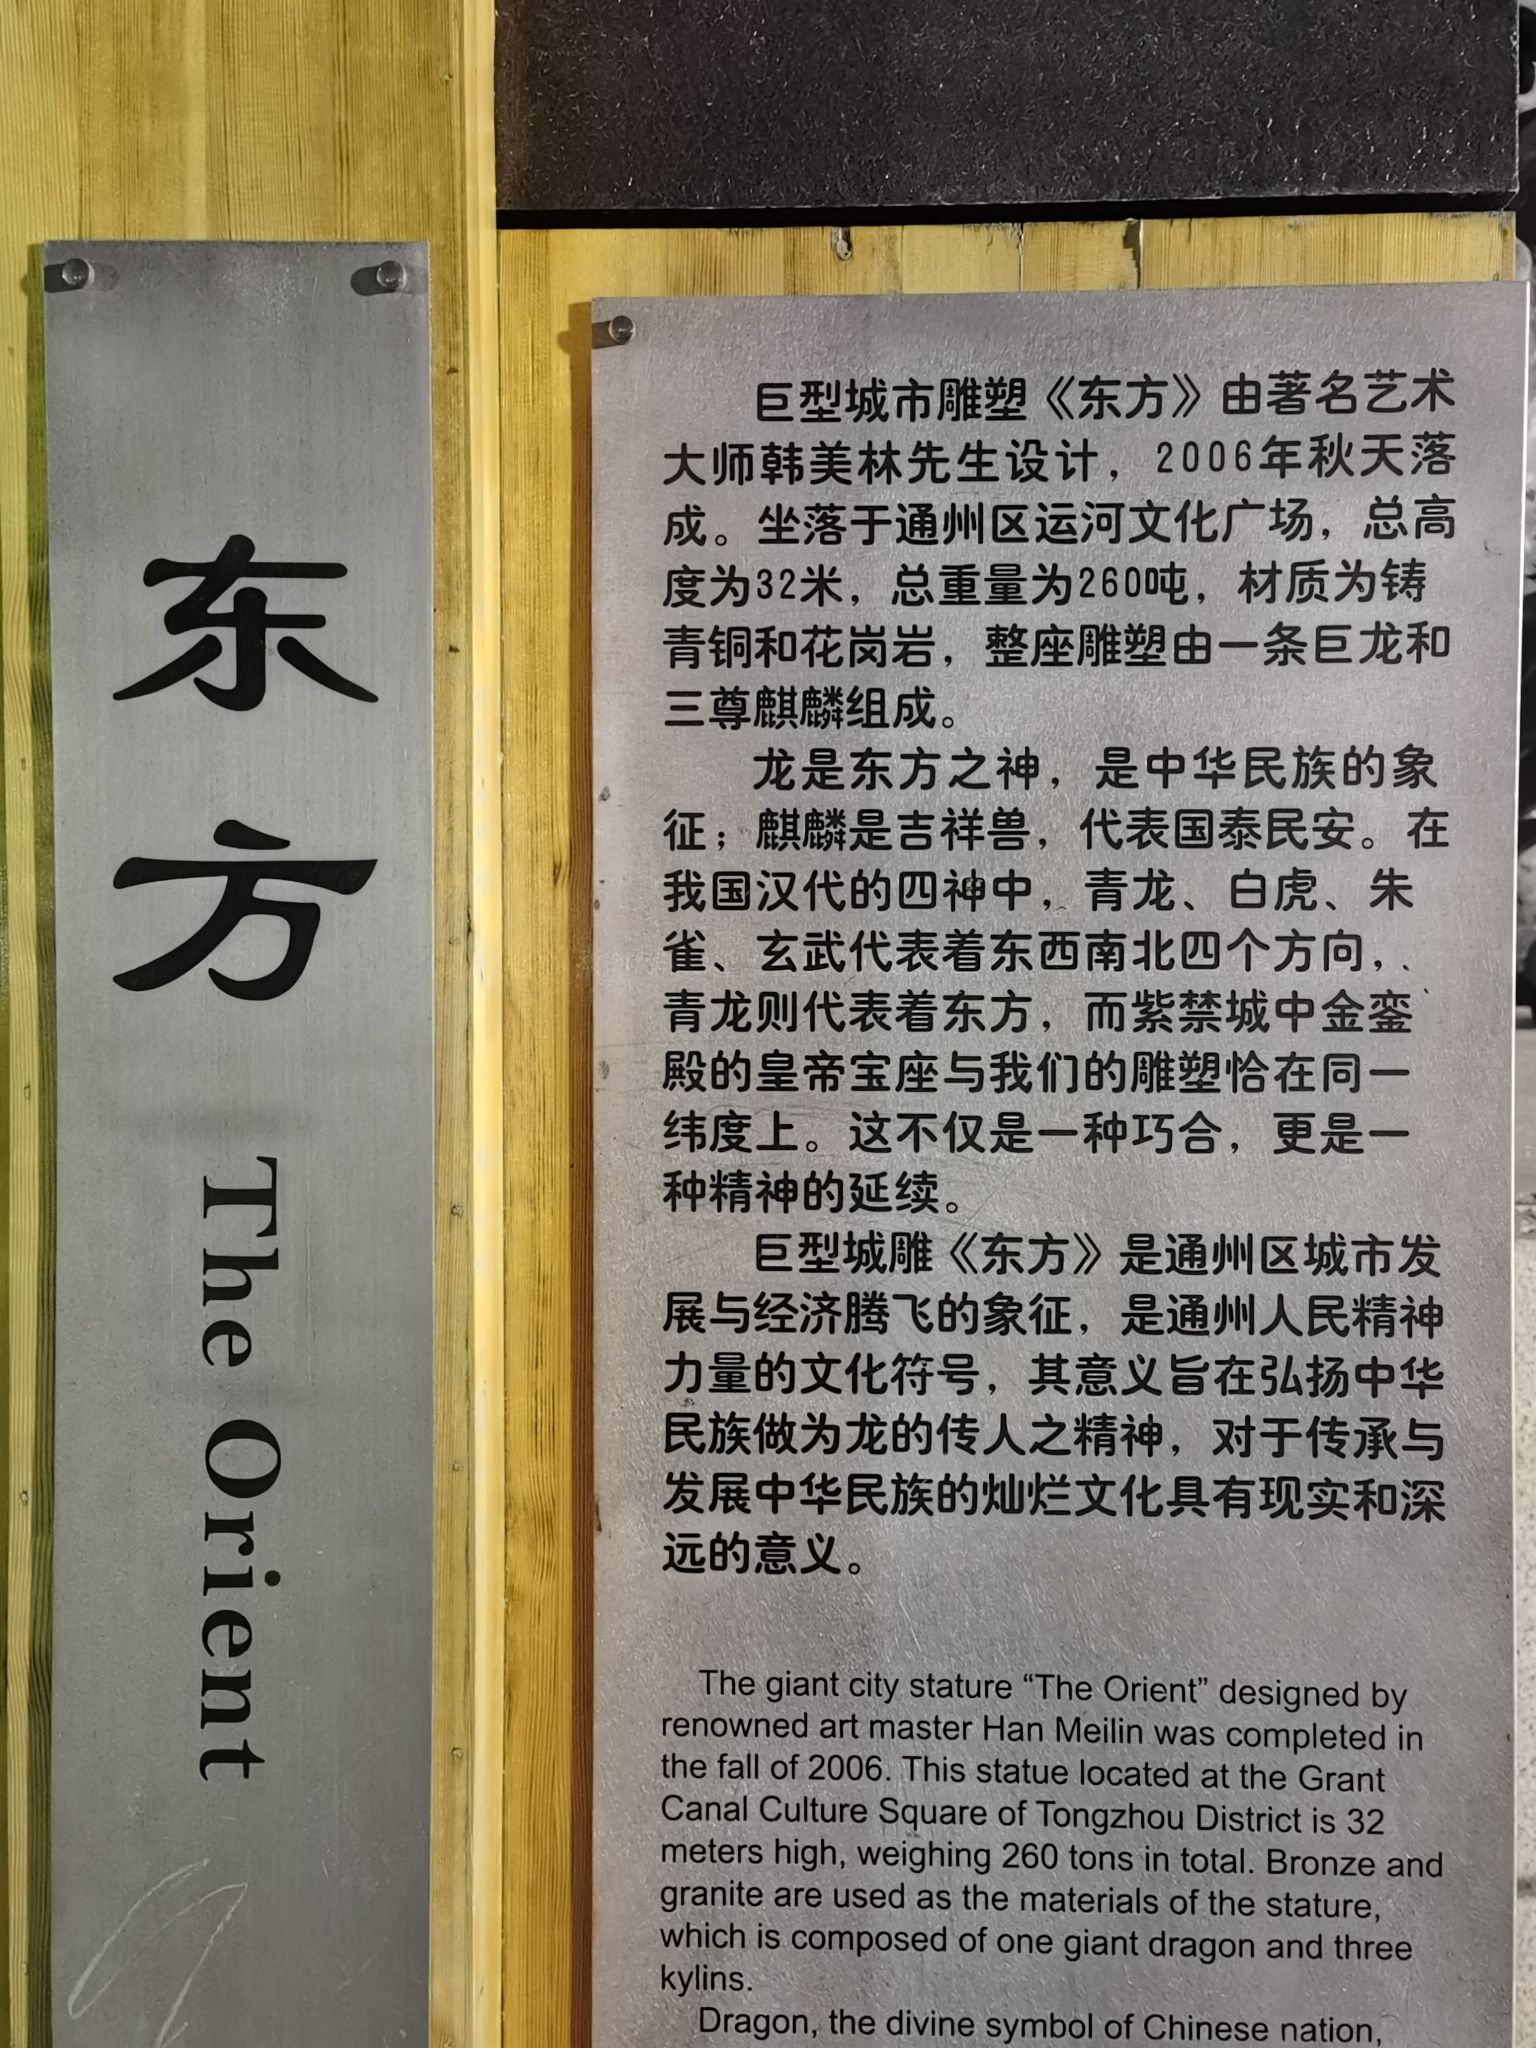 东方
The Orient
巨型城市雕塑《东方》由著名艺术
大师韩美林先生设计，2006年秋天落
成。坐落于通州区运河文化广场，总高
度为32米，总重量为260吨，材质为铸
青铜和花岗岩，整座雕塑由一条巨龙和
三尊麒麟组成。
龙是东方之神，是中华民族的象
征；麒麟是吉祥兽，代表国泰民安。在
我国汉代的四神中，青龙、白虎、朱
雀、玄武代表着东西南北四个方向，
青龙则代表着东方，而紫禁城中金銮
殿的皇帝宝座与我们的雕塑恰在同一
纬度上。这不仅是一种巧合，更是一
种精神的延续。
巨型城雕《东方》是通州区城市发
展与经济腾飞的象征，是通州人民精神
力量的文化符号，其意义旨在弘扬中华
民族做为龙的传人之精神，对于传承与
发展中华民族的灿烂文化具有现实和深
远的意义。
The giant city stature “The Orient” designed by
renowned art master Han Meilin was completed in
the fall of 2006. This statue located at the Grant
Canal Culture Square of Tongzhou District is 32
meters high, weighing 260 tons in total. Bronze and
granite are used as the materials of the stature,
which is composed of one giant dragon and three
kylins.
Dragon, the divine symbol of Chinese nation,